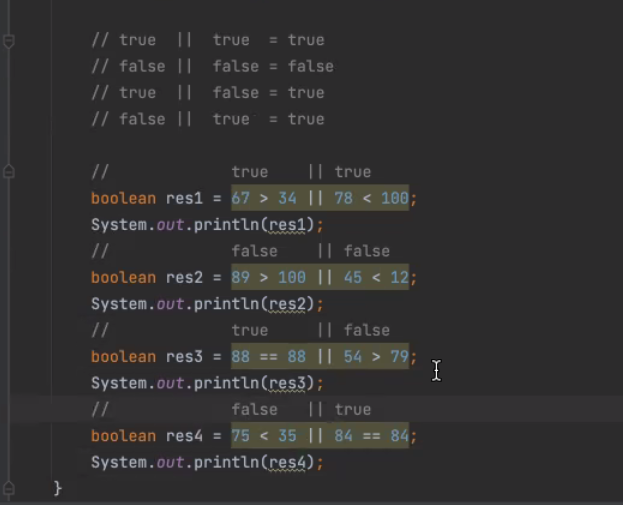 // true  ||  true  = true
// false ||  false = false
// true  ||  false = true
// false ||  true  = true
//             true    || true
boolean res1 = 67 > 34 || 78 < 100;
System.out.println(res1);
//             false    || false
boolean res2 = 89 > 100 || 45 < 12;
System.out.println(res2);
//             true     || false
boolean res3 = 88 == 88 || 54 > 79;
System.out.println(res3);
//             false   || true
boolean res4 = 75 < 35 || 84 == 84;
System.out.println(res4);
}